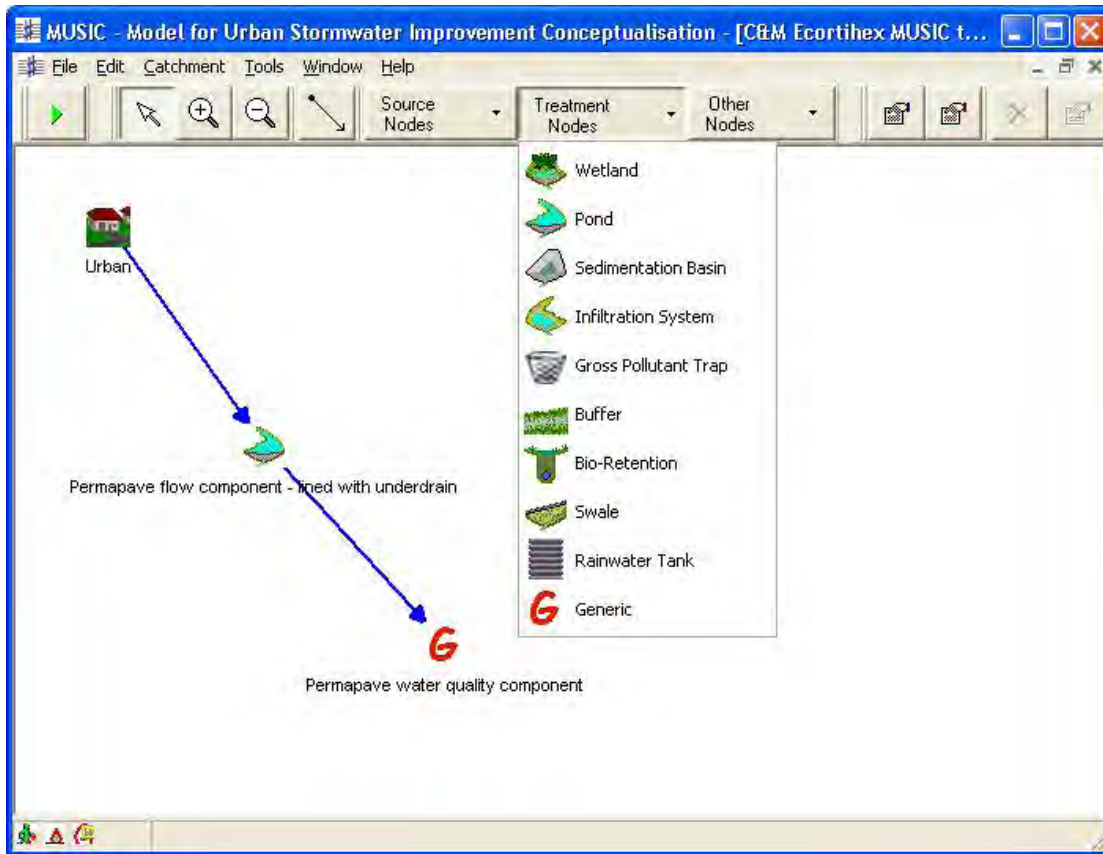 MUSIC - Model for Urban Stormwater Improvement Conceptualisation - [C&M Ecortihex MUSIC t...
File Edit Catchment Tools Window Help
Source Nodes
Treatment Nodes
Other Nodes
Wetland
Pond
Sedimentation Basin
Infiltration System
Gross Pollutant Trap
Buffer
Bio-Retention
Swale
Rainwater Tank
G Generic
Urban
Permapave flow component - lined with underdrain
G
Permapave water quality component